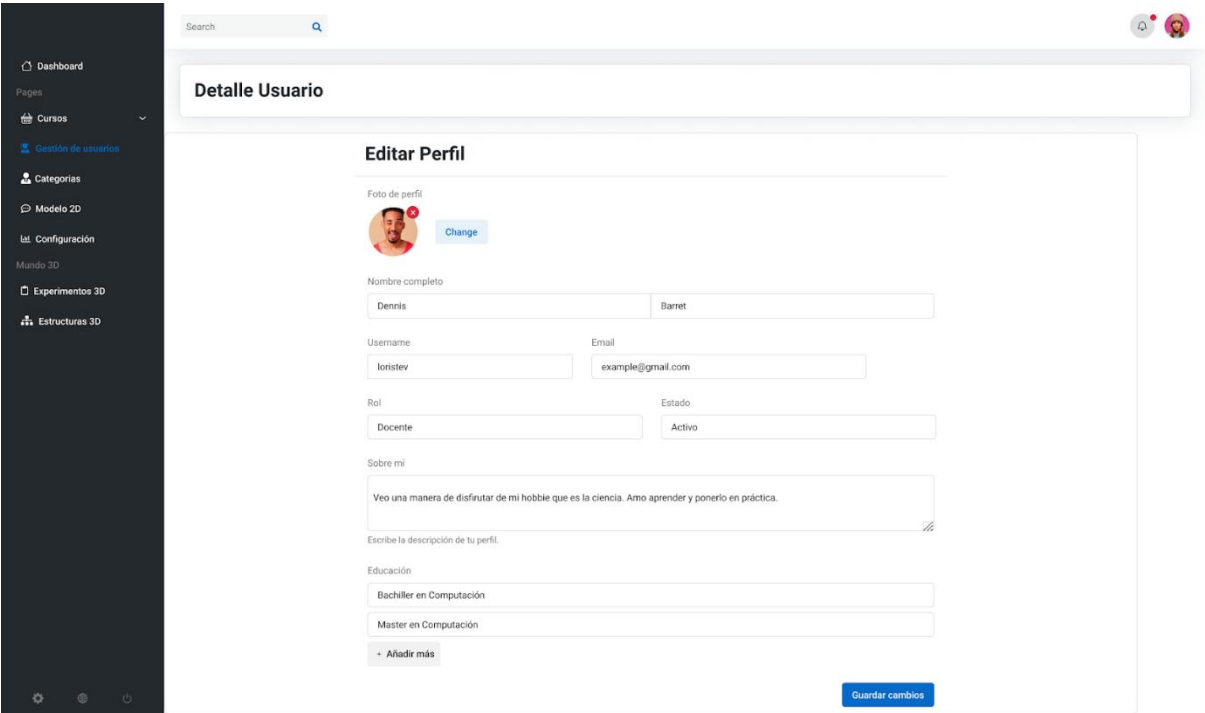 Search
Dashboard
Pages
Cursos
Gestión de usuarios
Categorías
Modelo 2D
Configuración
Mundo 3D
Experimentos 3D
Estructuras 3D
Detalle Usuario
Editar Perfil
Foto de perfil
Change
Nombre completo
Dennis Barret
Username Email
loristev example@gmail.com
Rol Estado
Docente Activo
Sobre mi
Veo una manera de disfirutar de mi hobbie que es la ciencia. Amo aprender y ponerlo en práctica.
Escribe la descripción de tu perfil.
Educación
Bachiller en Computación
Master en Computación
+ Añadir más
Guardar cambios